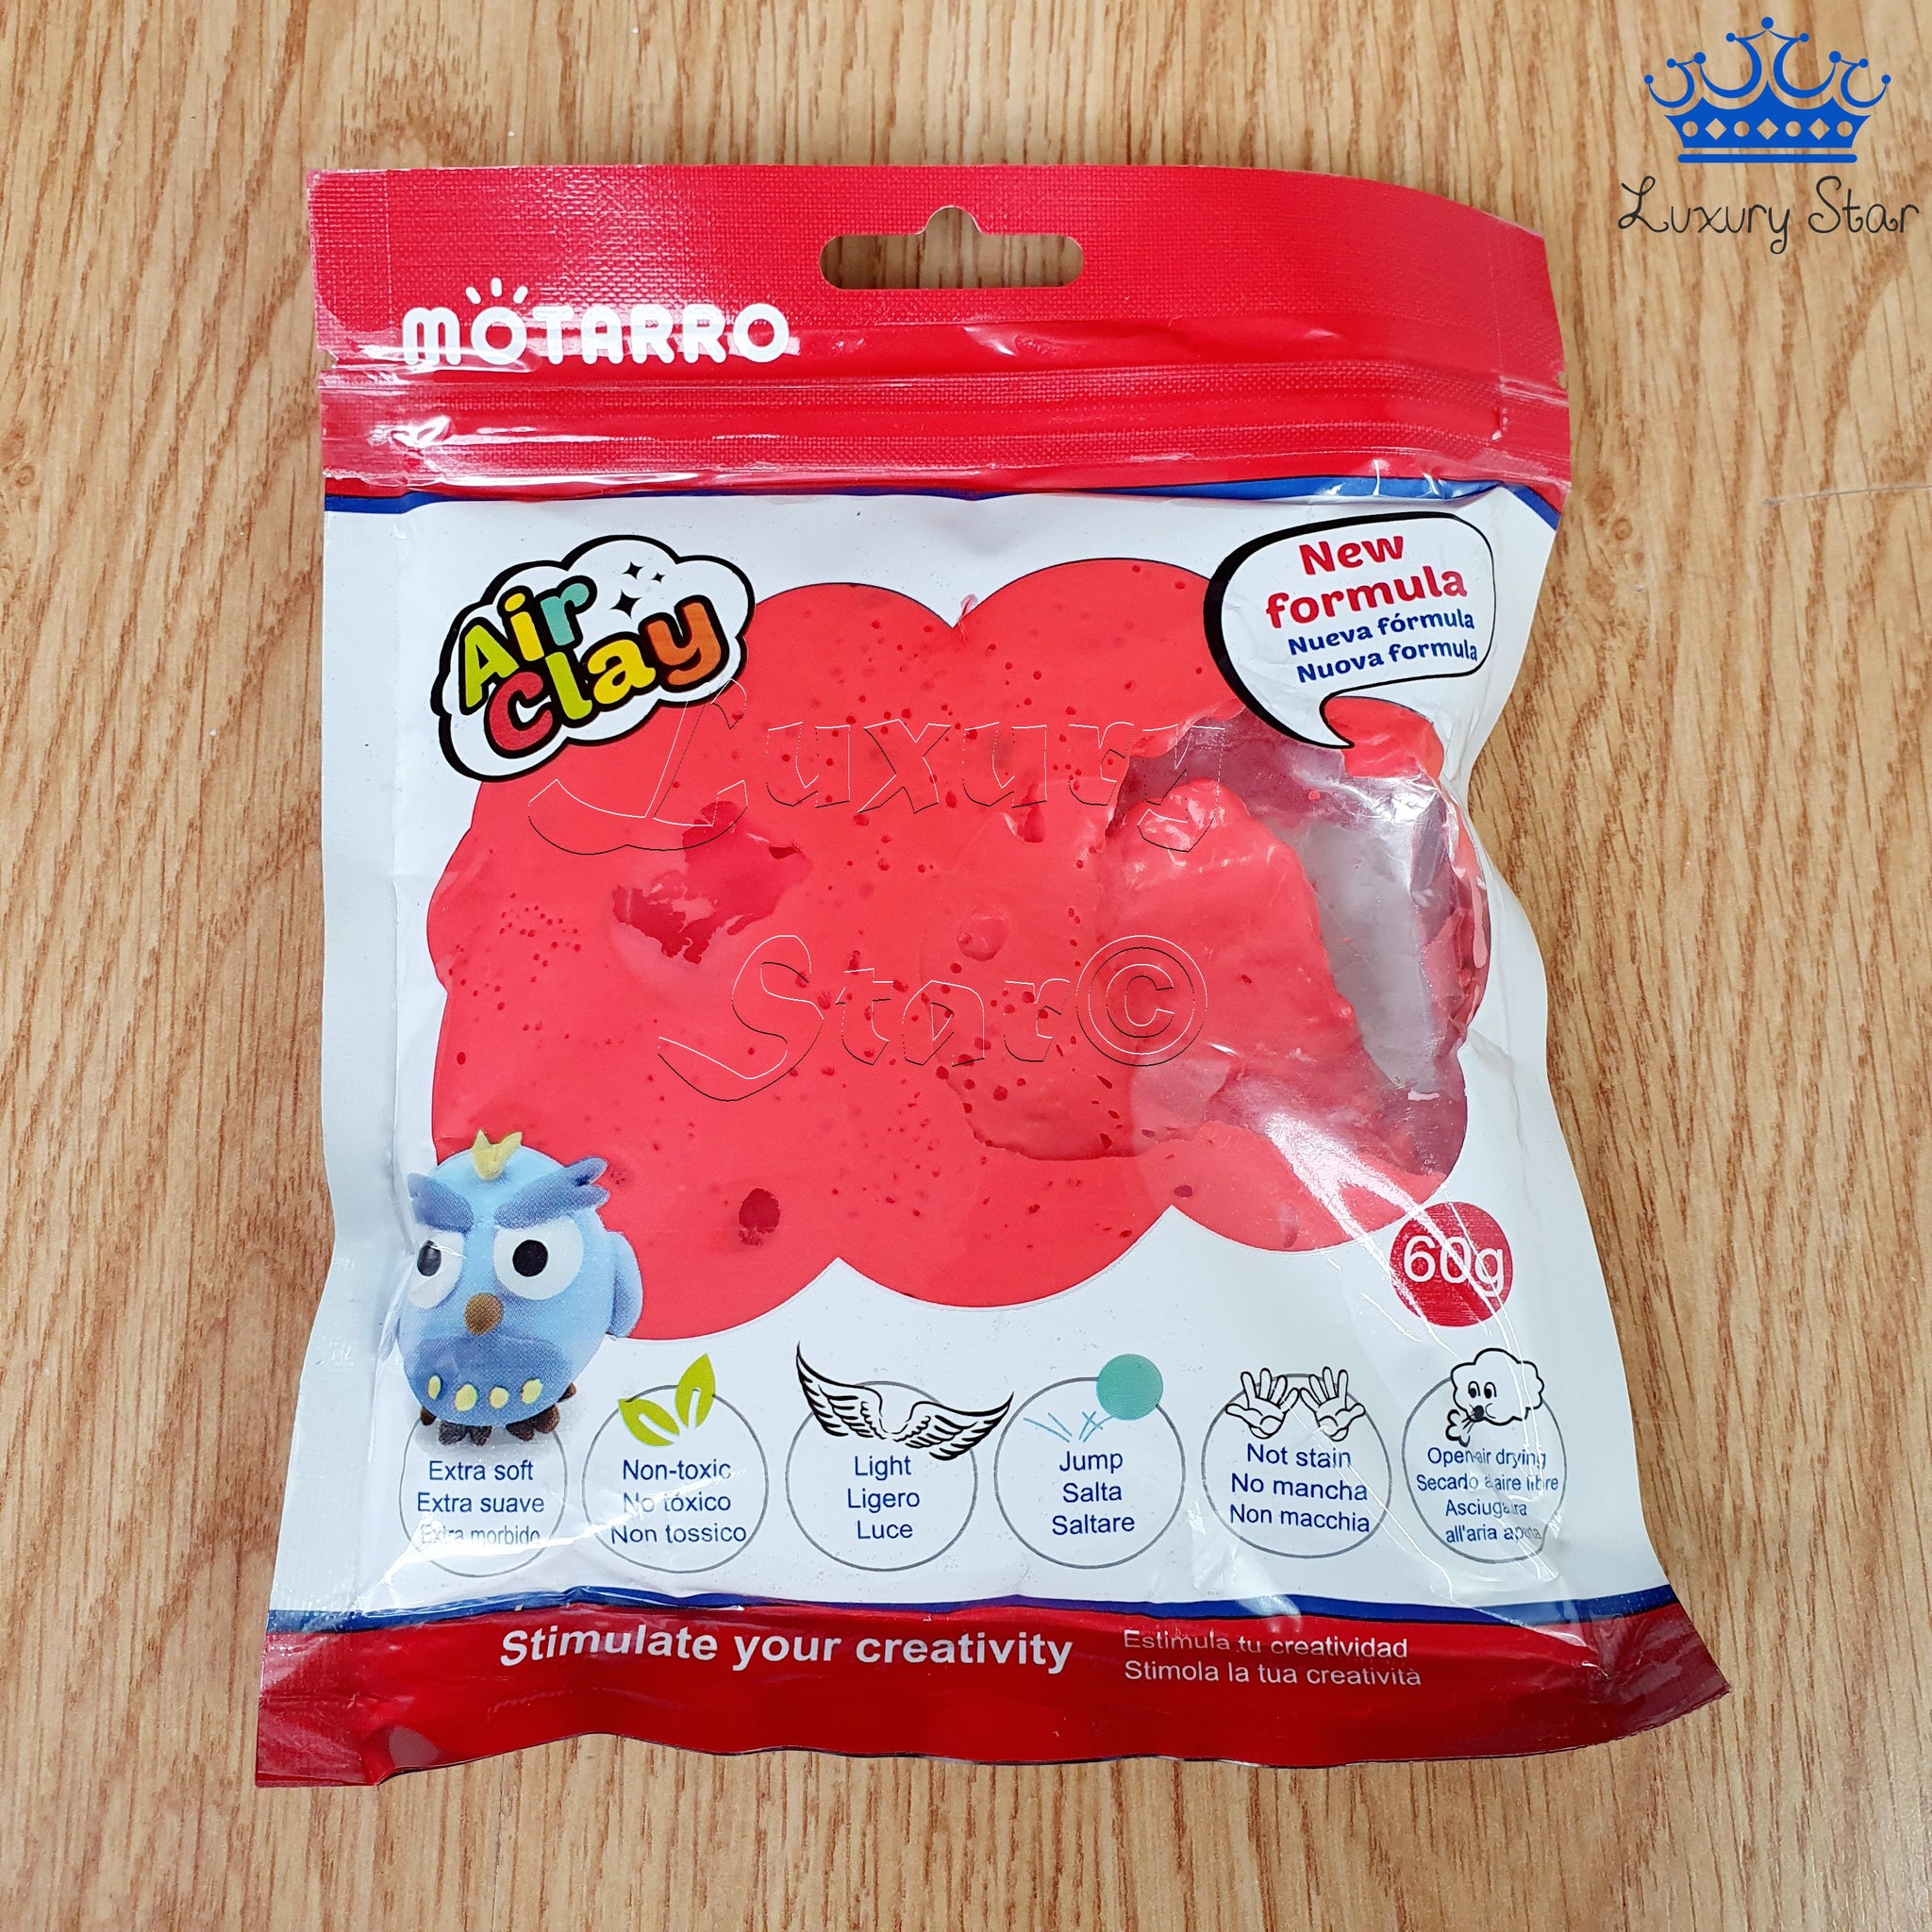 Luxury Star
MOTARRO
Air
Clay
New
formula
Nueva fórmula
Nuova formula
Luxury
Star©
60g
Extra soft
Extra suave
Extra morbido
Non-toxic
No tóxico
Non tossico
Light
Ligero
Luce
Jump
Salta
Saltare
Not stain
No mancha
Non macchia
Open-air drying
Secado al aire libre
Asciugatura
all'aria aperta
Stimulate your creativity
Estimula tu creatividad
Stimola la tua creatività